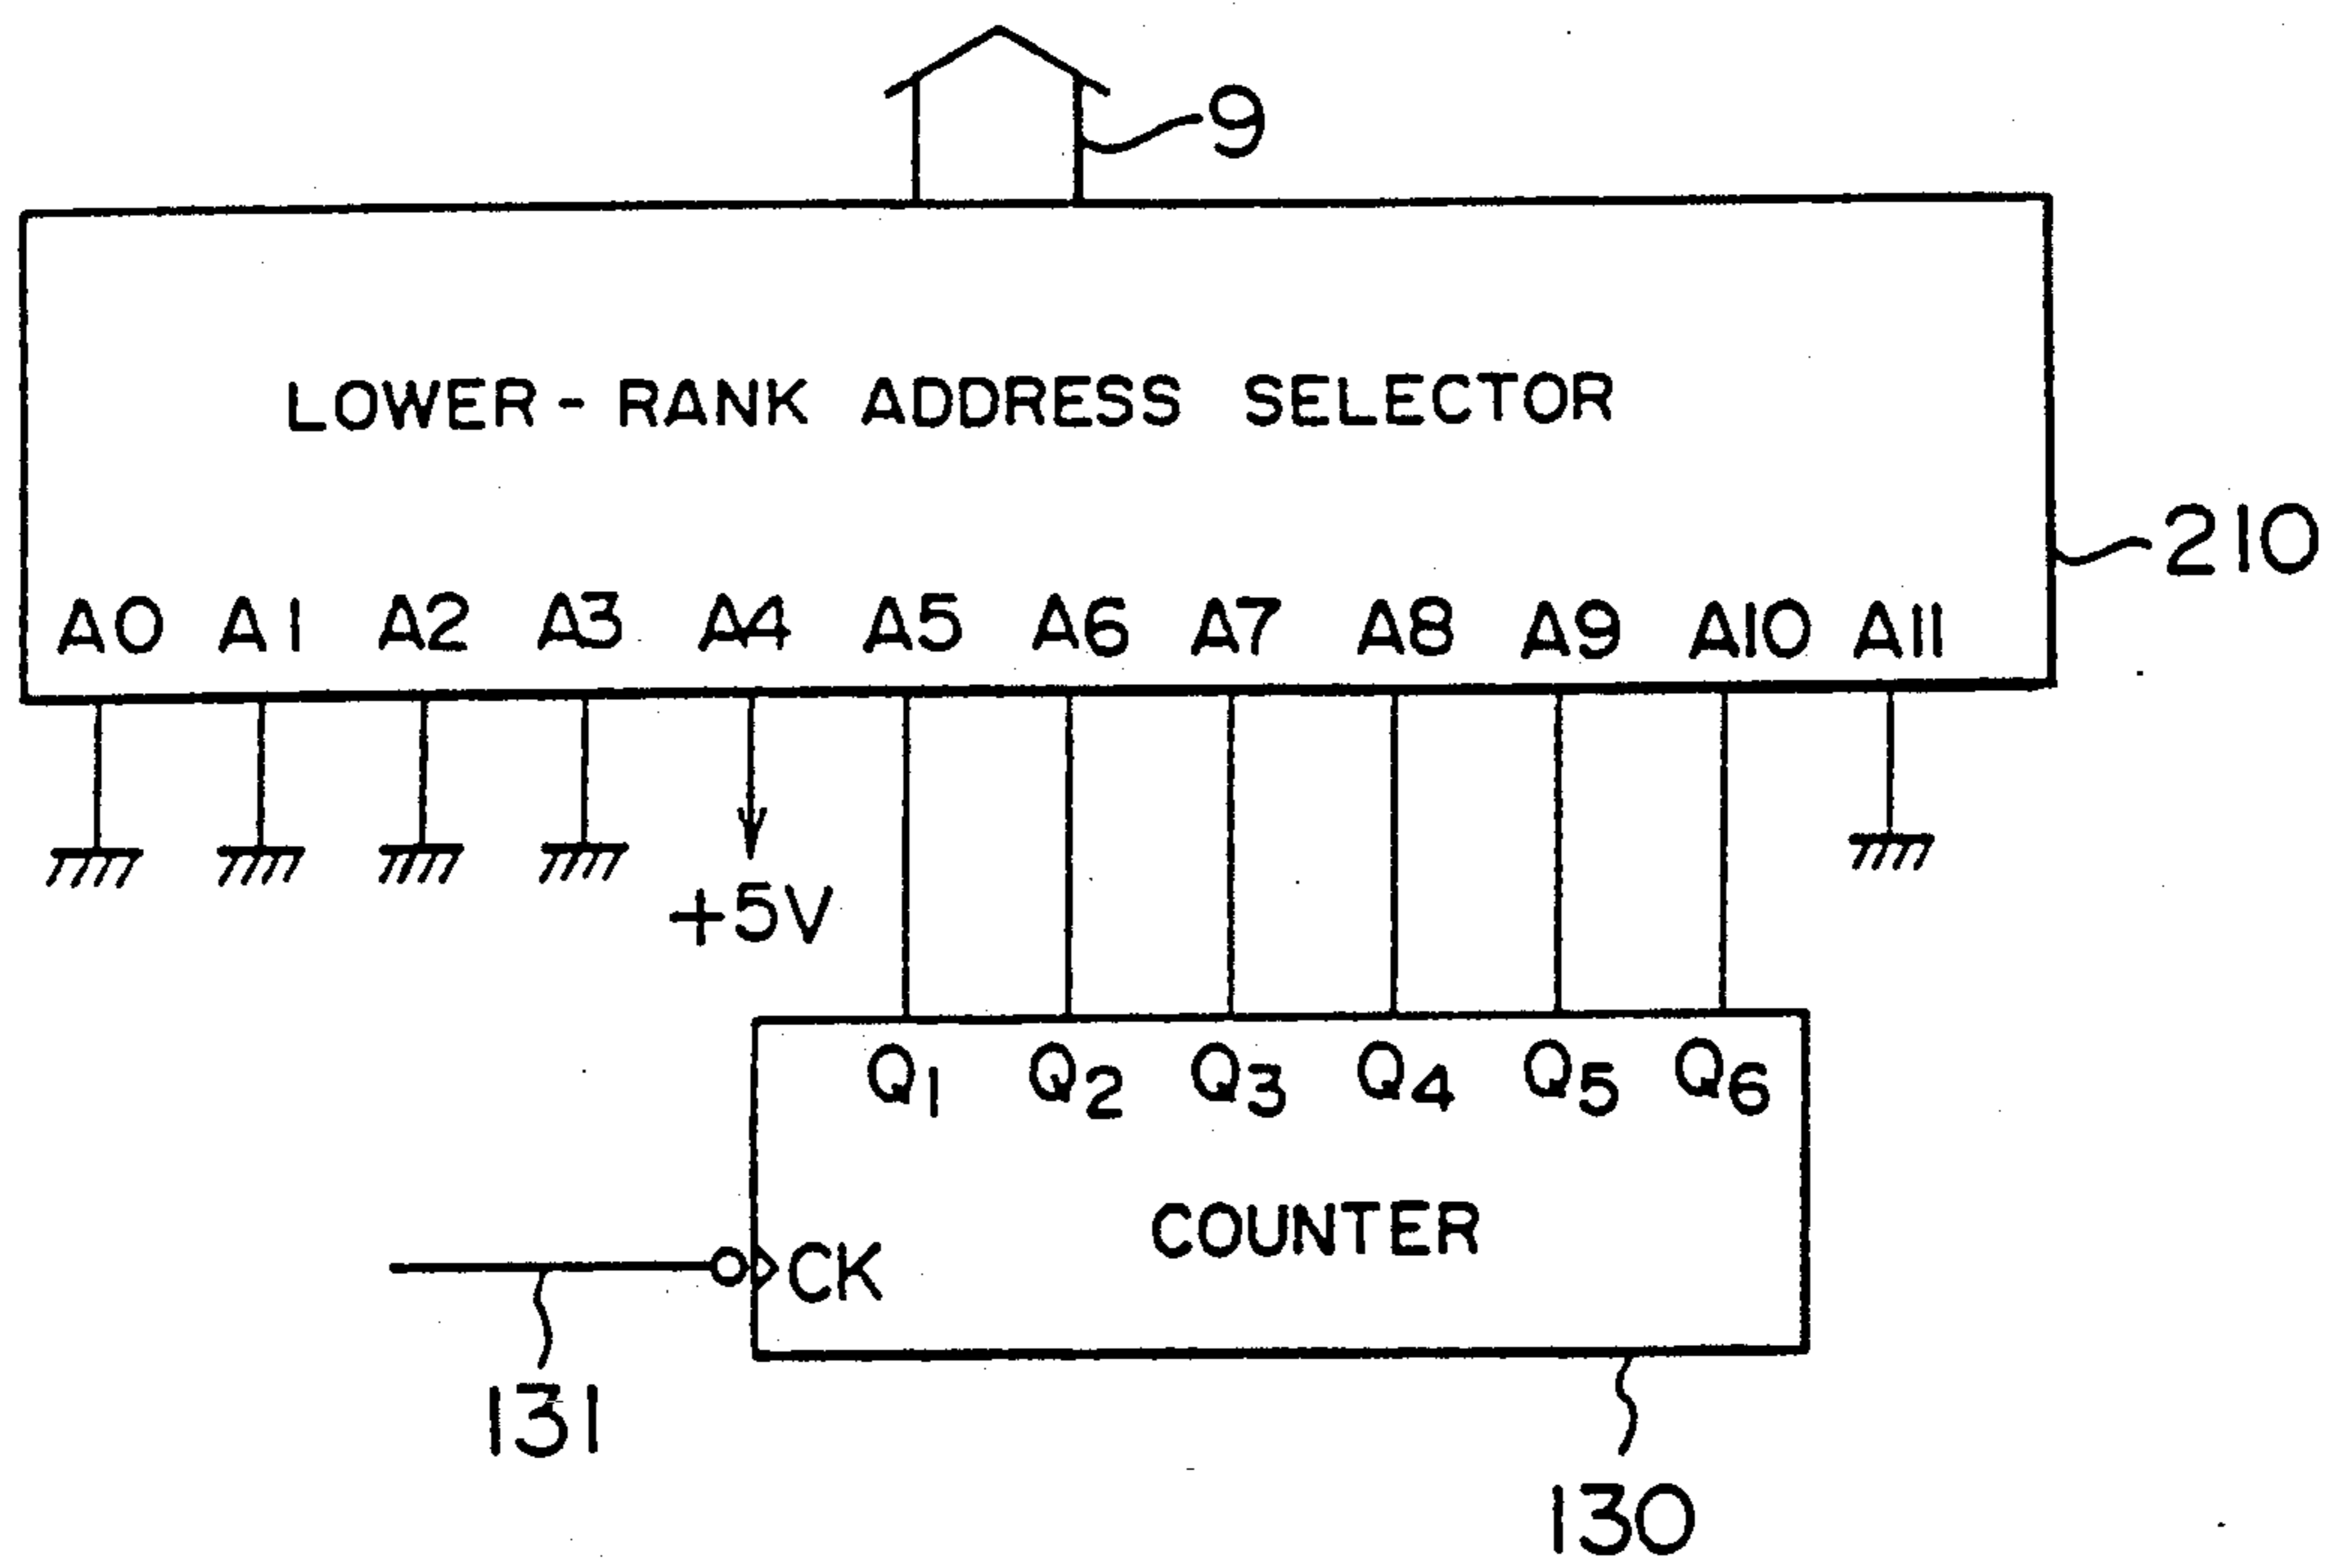 9
LOWER-RANK ADDRESS SELECTOR
210
A0 A1 A2 A3 A4 A5 A6 A7 A8 A9 A10 A11
+5V
Q1 Q2 Q3 Q4 Q5 Q6
COUNTER
CK
131
130